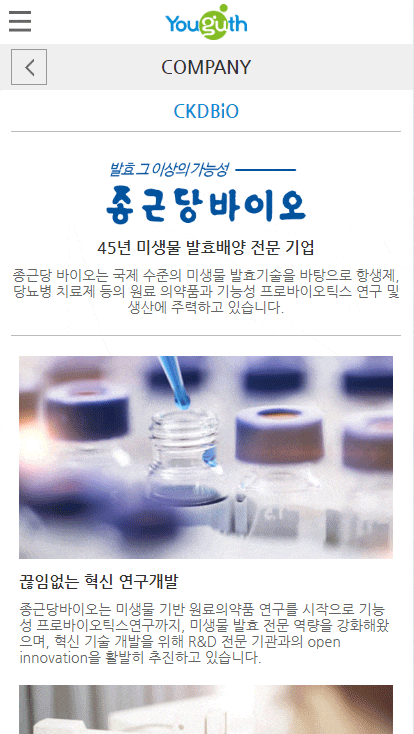 Youguth
COMPANY
CKDBiO
발효 그 이상의 가능성
종근당바이오
45년 미생물 발효배양 전문 기업
종근당 바이오는 국제 수준의 미생물 발효기술을 바탕으로 항생제,
당뇨병 치료제 등의 원료 의약품과 기능성 프로바이오틱스 연구 및
생산에 주력하고 있습니다.
끊임없는 혁신 연구개발
종근당바이오는 미생물 기반 원료의약품 연구를 시작으로 기능
성 프로바이오틱스연구까지, 미생물 발효 전문 역량을 강화해왔
으며, 혁신 기술 개발을 위해 R&D 전문 기관과의 open
innovation을 활발히 추진하고 있습니다.